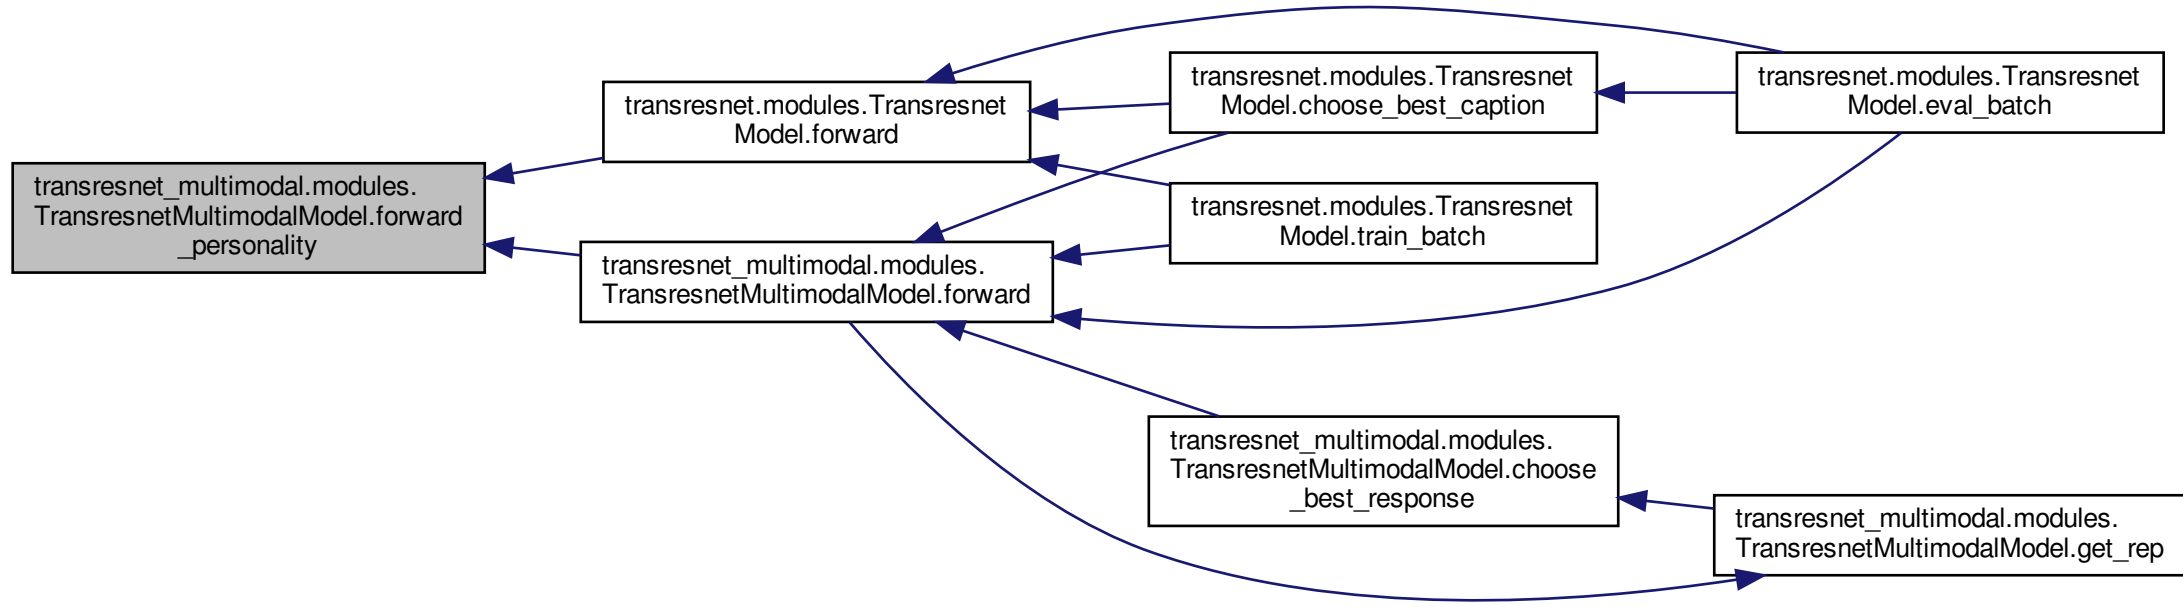 transresnet_multimodal.modules.
TransresnetMultimodalModel.forward
_personality
transresnet.modules.Transresnet
Model.forward
transresnet_multimodal.modules.
TransresnetMultimodalModel.forward
transresnet.modules.Transresnet
Model.choose_best_caption
transresnet.modules.Transresnet
Model.train_batch
transresnet_multimodal.modules.
TransresnetMultimodalModel.choose
_best_response
transresnet.modules.Transresnet
Model.eval_batch
transresnet_multimodal.modules.
TransresnetMultimodalModel.get_rep